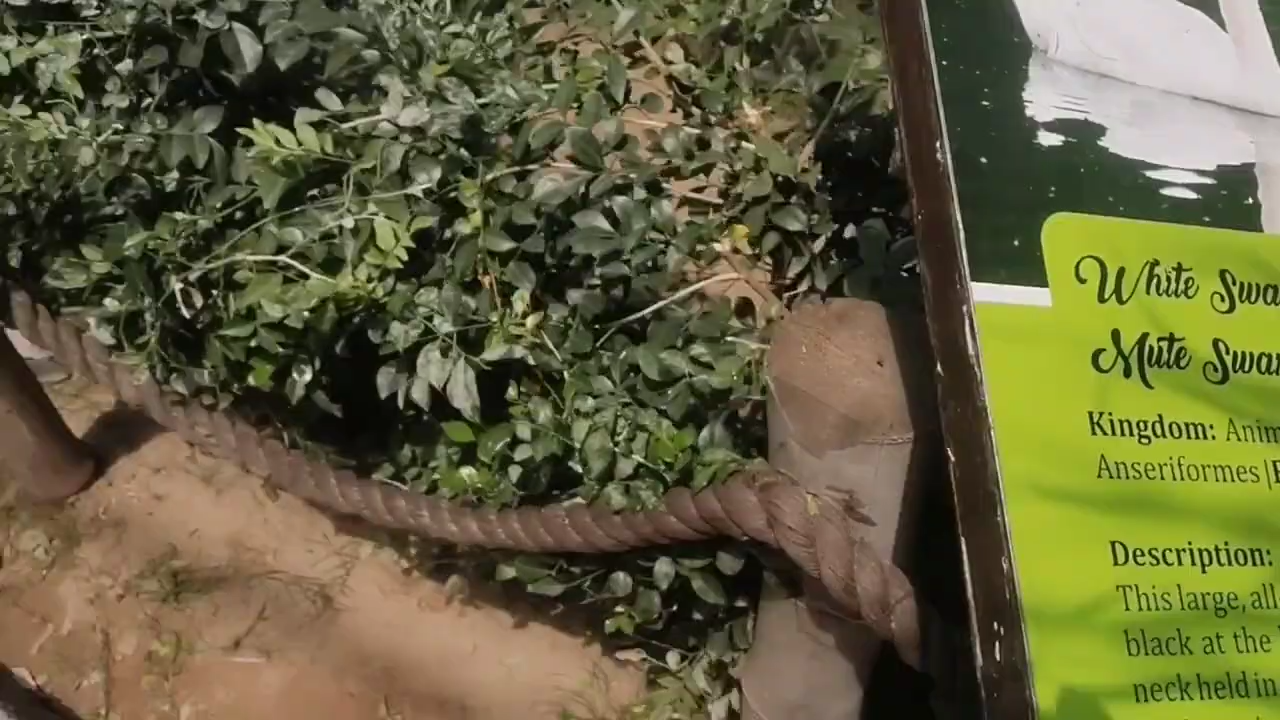 White Swa
Mute Swa
Kingdom: Anim
Anseriformes [F
Description:
This large, all
black at the
neck held in